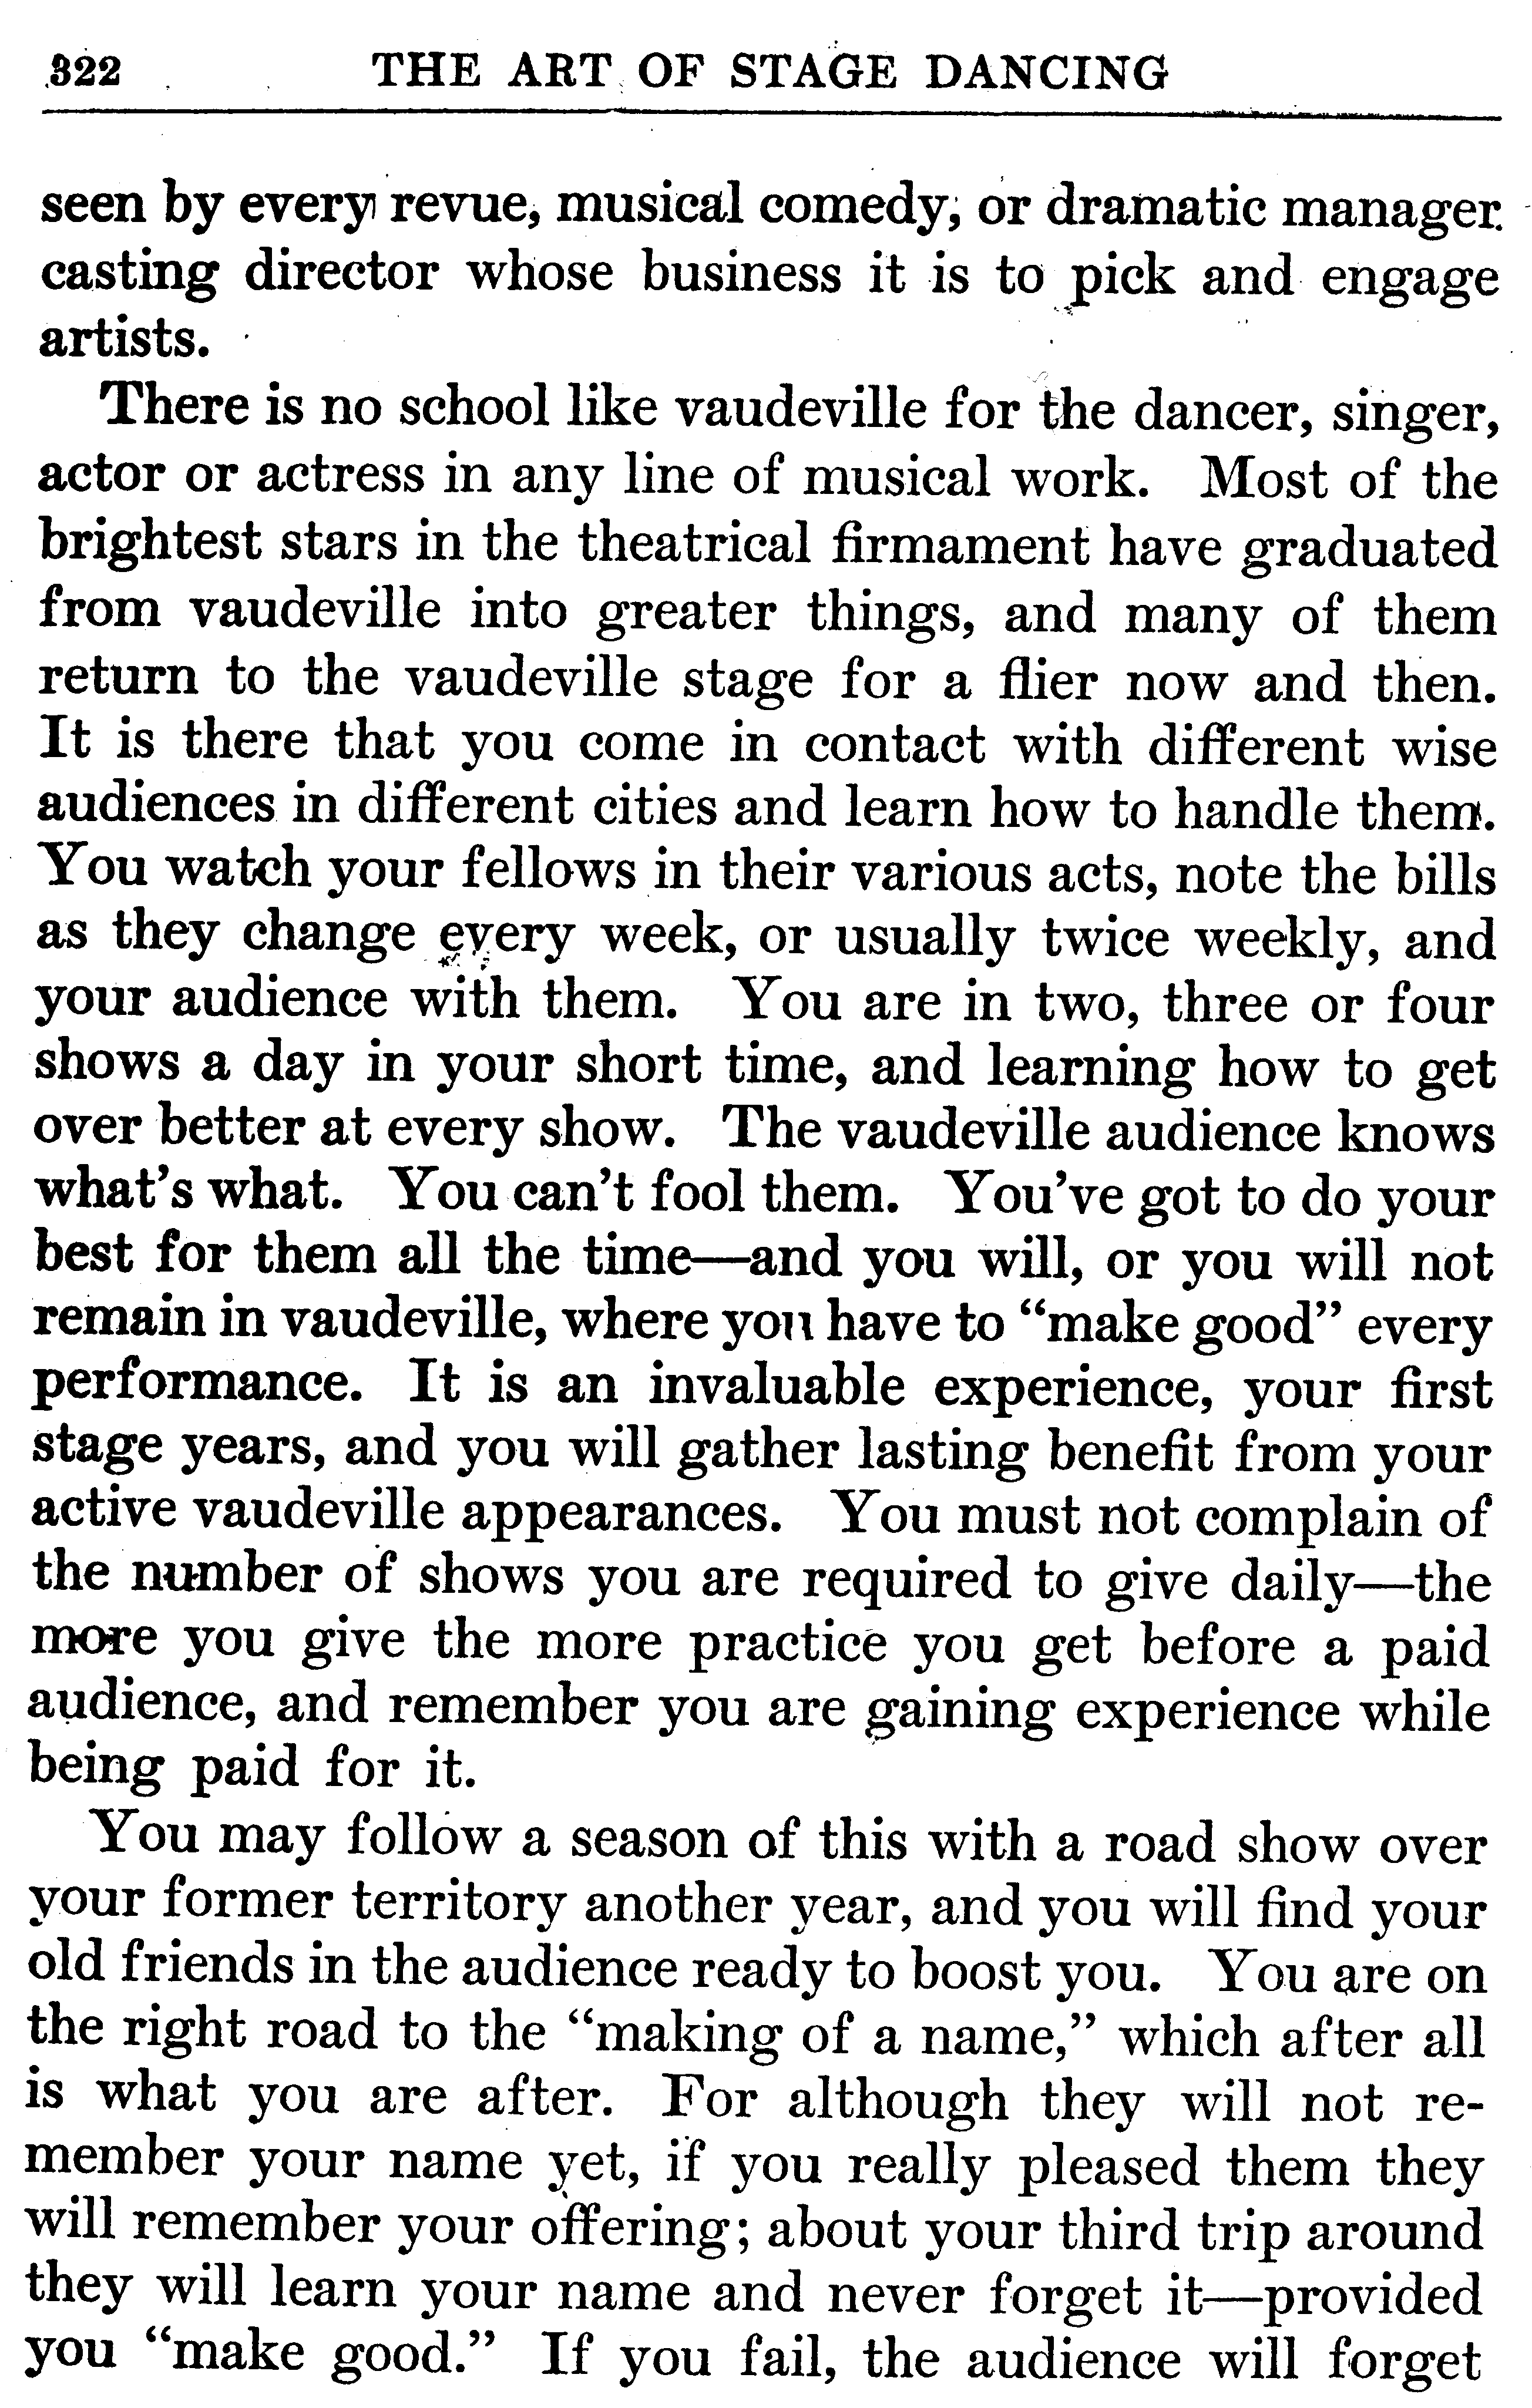 322 THE ART OF STAGE DANCING
seen by every revue, musical comedy, or dramatic manager.
casting director whose business it is to pick and engage
artists.
There is no school like vaudeville for the dancer, singer,
actor or actress in any line of musical work. Most of the
brightest stars in the theatrical firmament have graduated
from vaudeville into greater things, and many of them
return to the vaudeville stage for a flier now and then.
It is there that you come in contact with different wise
audiences in different cities and learn how to handle them.
You watch your fellows in their various acts, note the bills
as they change every week, or usually twice weekly, and
your audience with them. You are in two, three or four
shows a day in your short time, and learning how to get
over better at every show. The vaudeville audience knows
what's what. You can't fool them. You've got to do your
best for them all the time—and you will, or you will not
remain in vaudeville, where you have to “make good” every
performance. It is an invaluable experience, your first
stage years, and you will gather lasting benefit from your
active vaudeville appearances. You must not complain of
the number of shows you are required to give daily—the
more you give the more practice you get before a paid
audience, and remember you are gaining experience while
being paid for it.
You may follow a season of this with a road show over
your former territory another year, and you will find your
old friends in the audience ready to boost you. You are on
the right road to the “making of a name,” which after all
is what you are after. For although they will not re-
member your name yet, if you really pleased them they
will remember your offering; about your third trip around
they will learn your name and never forget it—provided
you “make good.” If you fail, the audience will forget